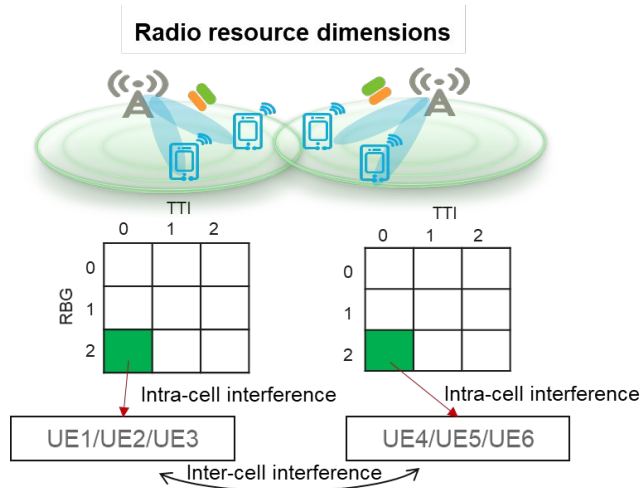 Radio resource dimensions
TTI
0 1 2
RBG
0
1
2
TTI
0 1 2
0
1
2
Intra-cell interference
Intra-cell interference
UE1/UE2/UE3
UE4/UE5/UE6
Inter-cell interference